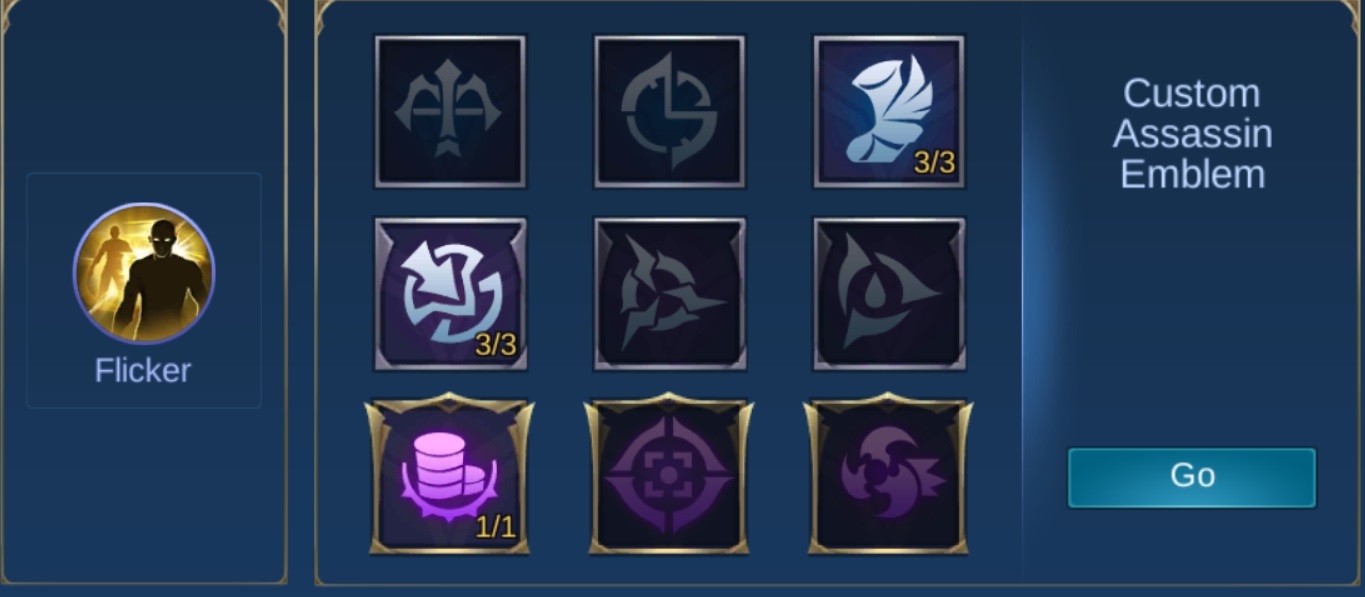 3/3
Custom
Assassin
Emblem
3/3
Flicker
Go
1/1